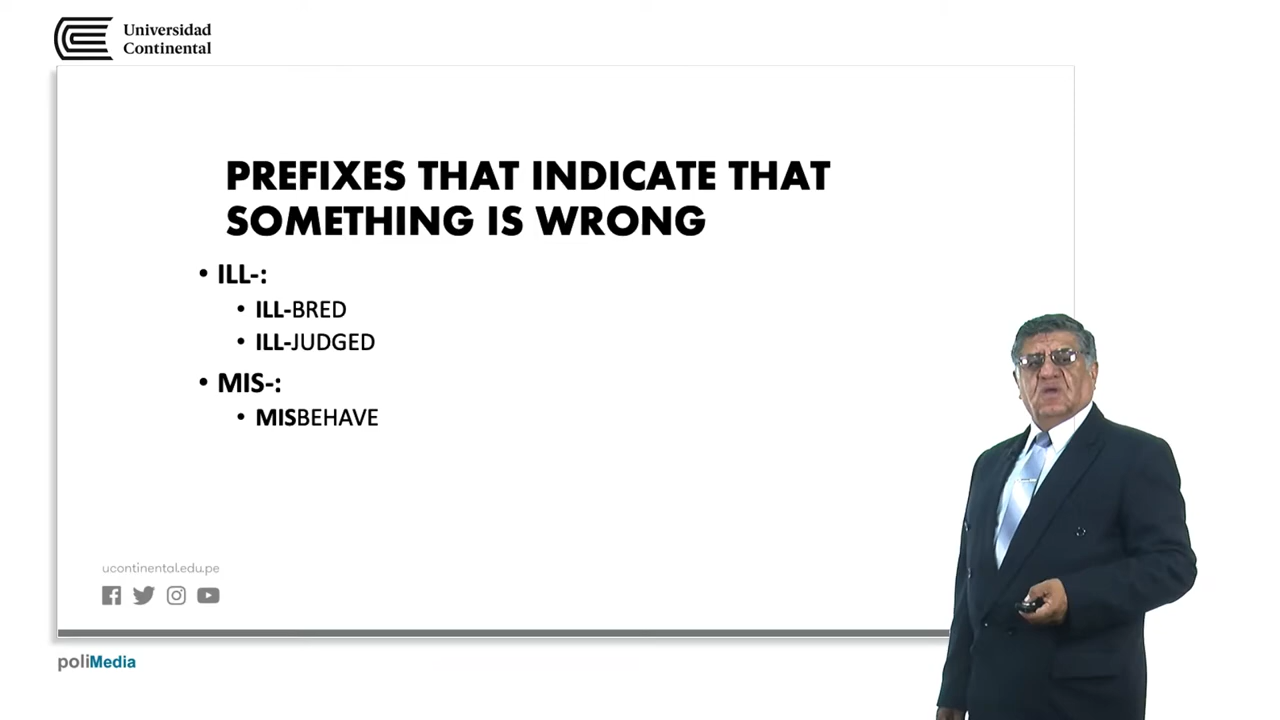 Universidad
Continental
PREFIXES THAT INDICATE THAT
SOMETHING IS WRONG
• ILL-:
• ILL-BRED
• ILL-JUDGED
• MIS-:
• MISBEHAVE
ucontinental.edu.pe
poliMedia